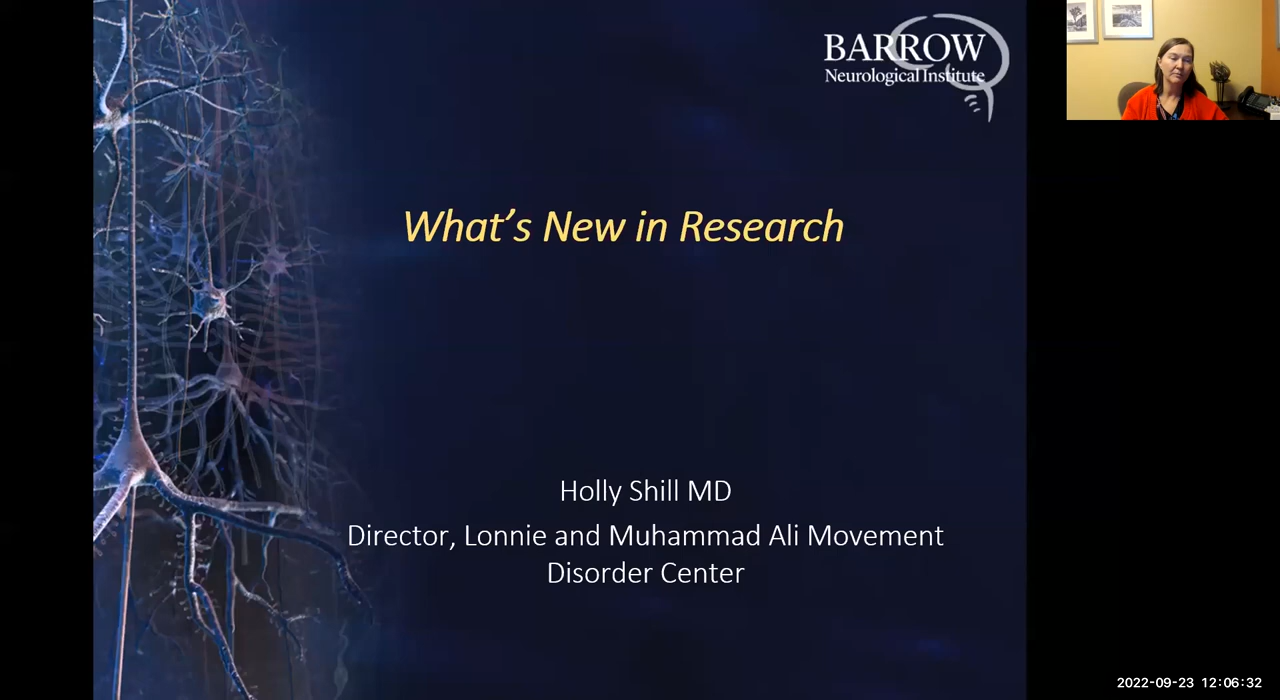 BARROW
Neurological Institute
What's New in Research
Holly Shill MD
Director, Lonnie and Muhammad Ali Movement
Disorder Center
2022-09-23 12:06:32